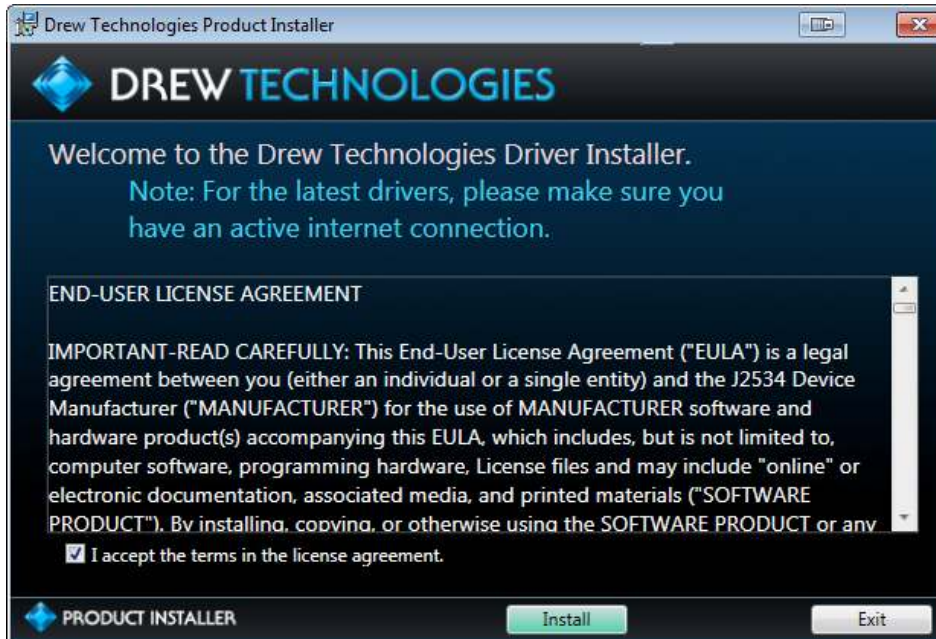 Drew Technologies Product Installer
DREW TECHNOLOGIES
Welcome to the Drew Technologies Driver Installer.
Note: For the latest drivers, please make sure you
have an active internet connection.
END-USER LICENSE AGREEMENT
IMPORTANT-READ CAREFULLY: This End-User License Agreement ("EULA") is a legal
agreement between you (either an individual or a single entity) and the J2534 Device
Manufacturer ("MANUFACTURER") for the use of MANUFACTURER software and
hardware product(s) accompanying this EULA, which includes, but is not limited to,
computer software, programming hardware, License files and may include "online" or
electronic documentation, associated media, and printed materials ("SOFTWARE
PRODUCT"). By installing, copying, or otherwise using the SOFTWARE PRODUCT or any
I accept the terms in the license agreement.
PRODUCT INSTALLER
Install
Exit